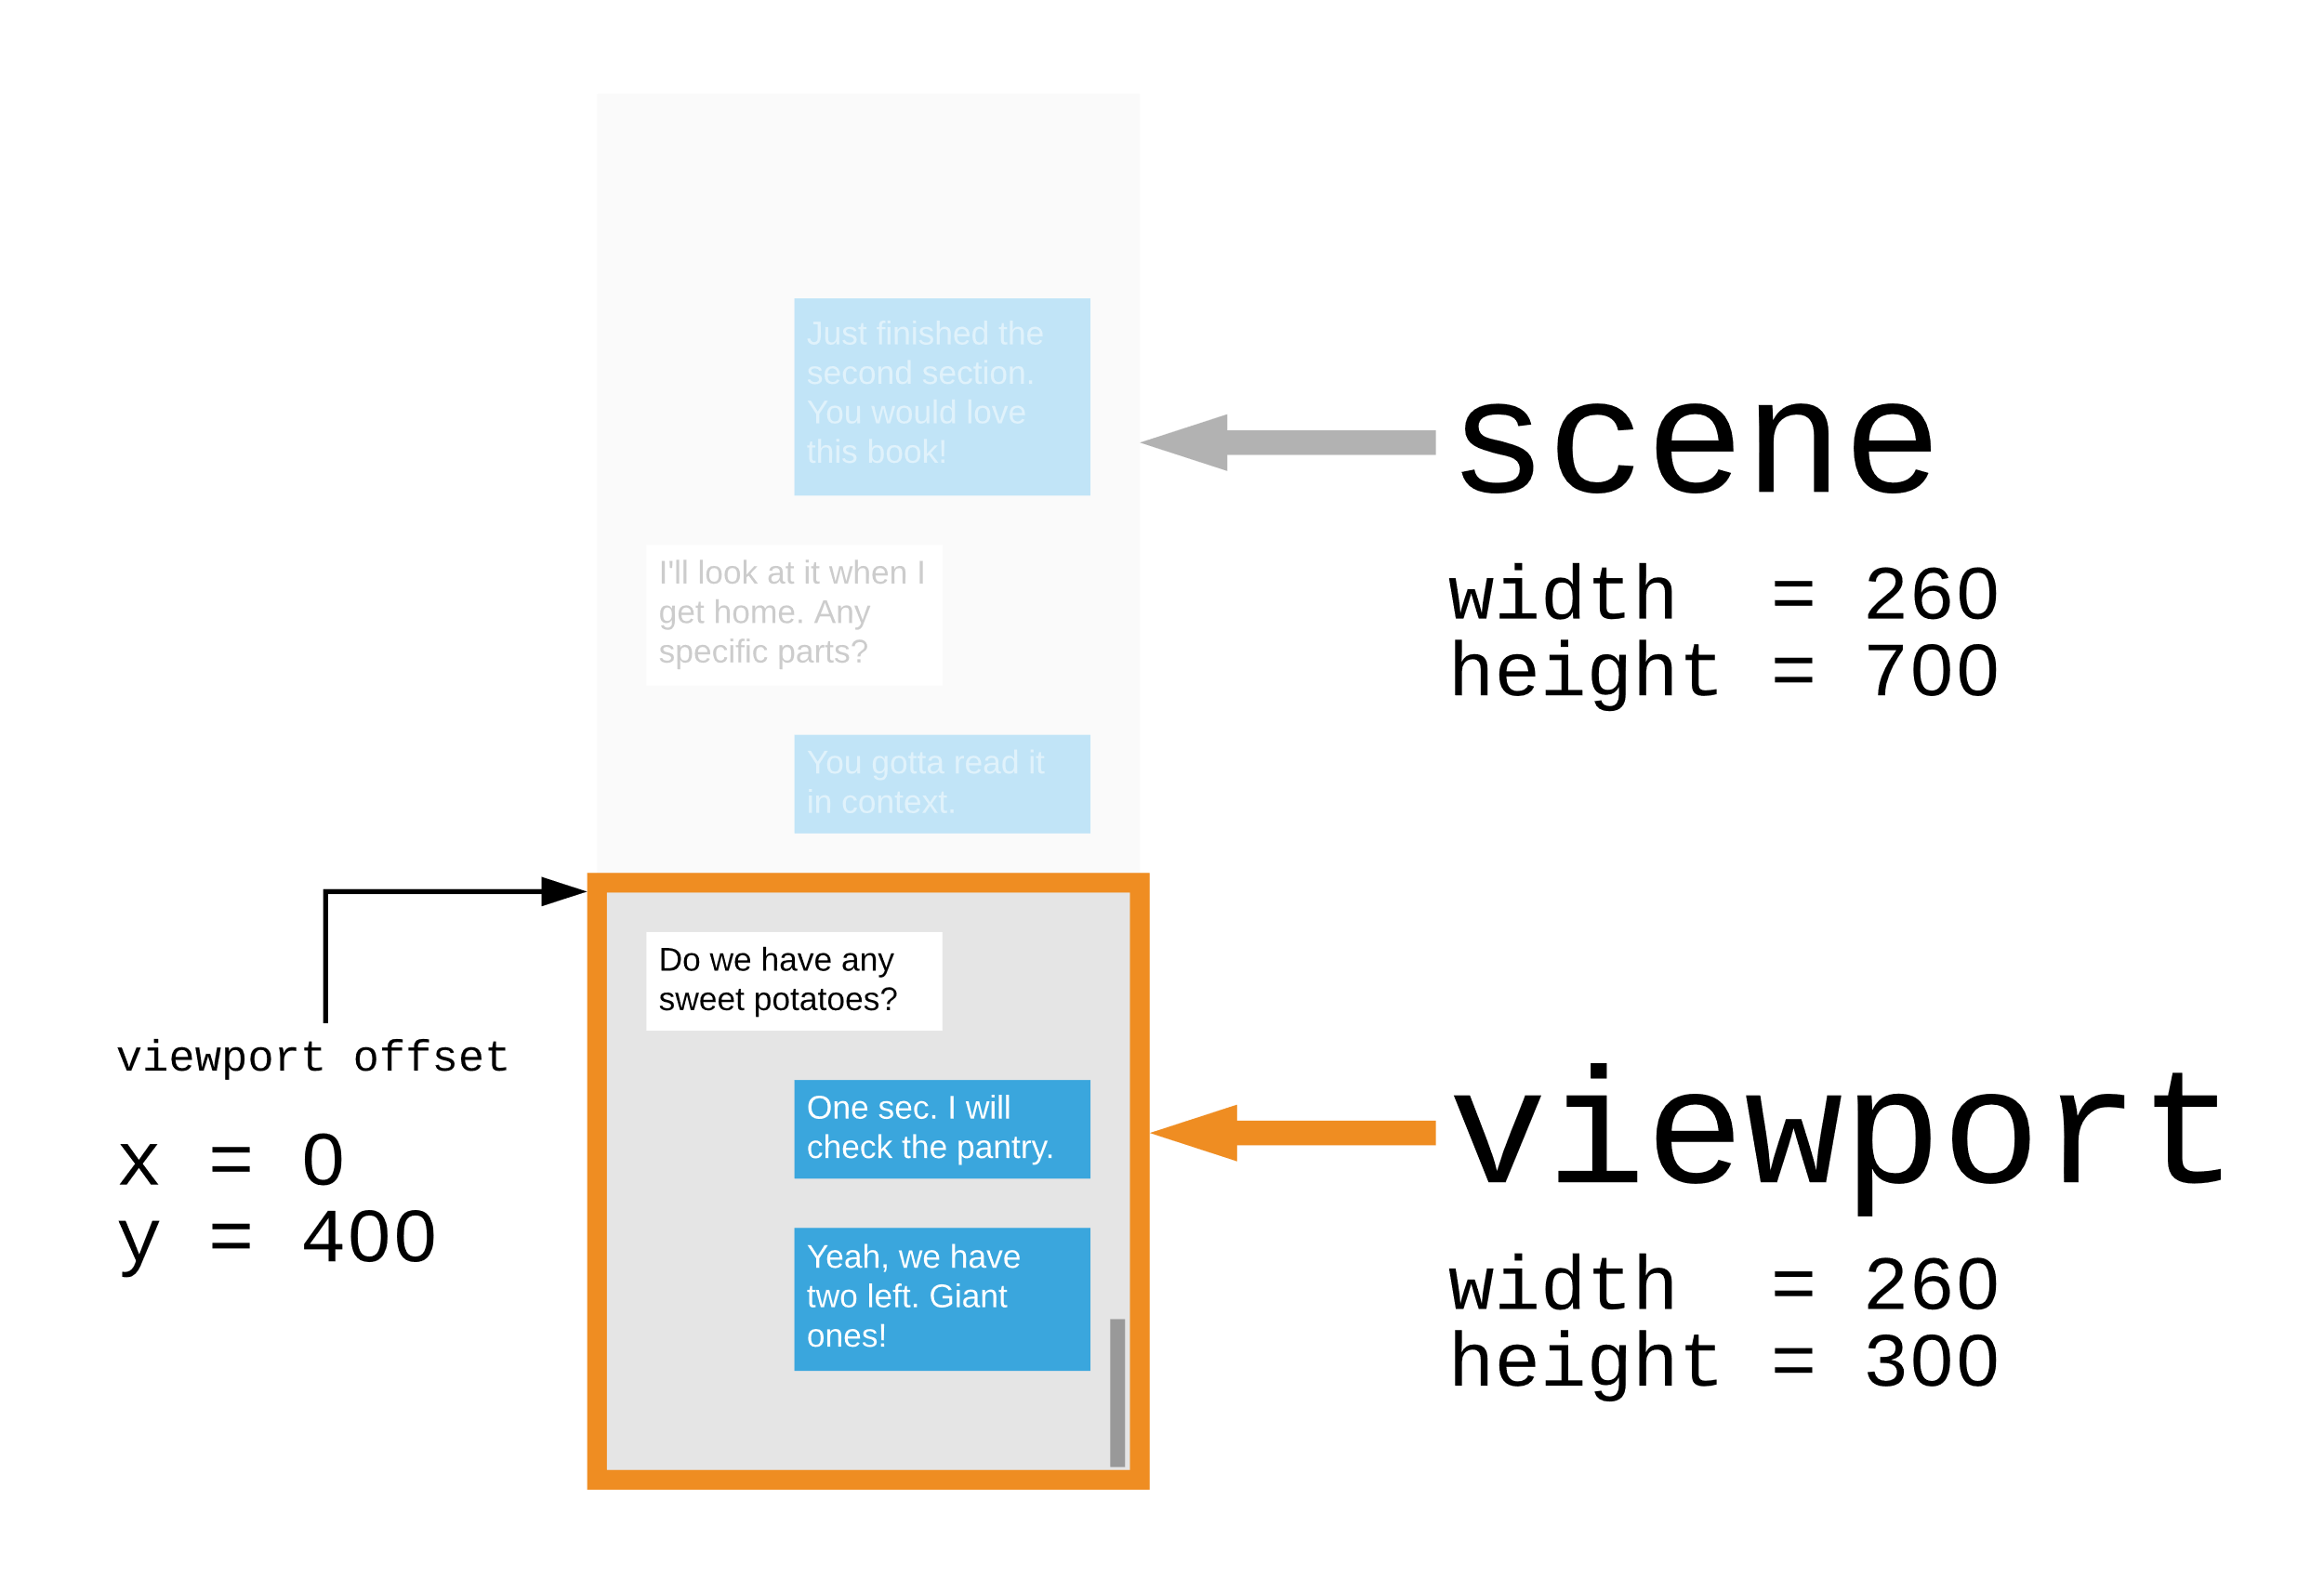 Just finished the
second section.
You would love
this book!
I'll look at it when I
get home. Any
specific parts?
You gotta read it
in context.
scene
width  = 260
height = 700
Do we have any
sweet potatoes?
One sec. I will
check the pantry.
Yeah, we have
two left. Giant
ones!
viewport offset
x = 0
y = 400
viewport
width  = 260
height = 300